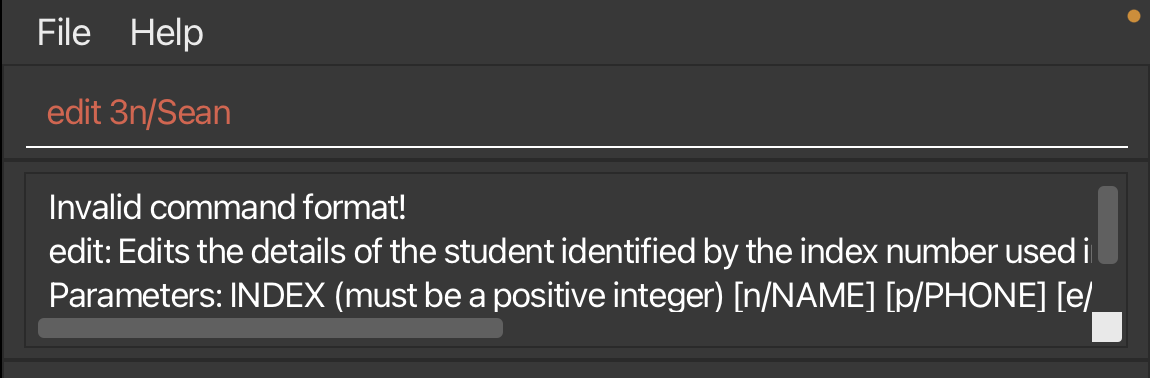 File Help
edit 3n/Sean
Invalid command format!
edit: Edits the details of the student identified by the index number used
Parameters: INDEX (must be a positive integer) [n/NAME] [p/PHONE] [e/